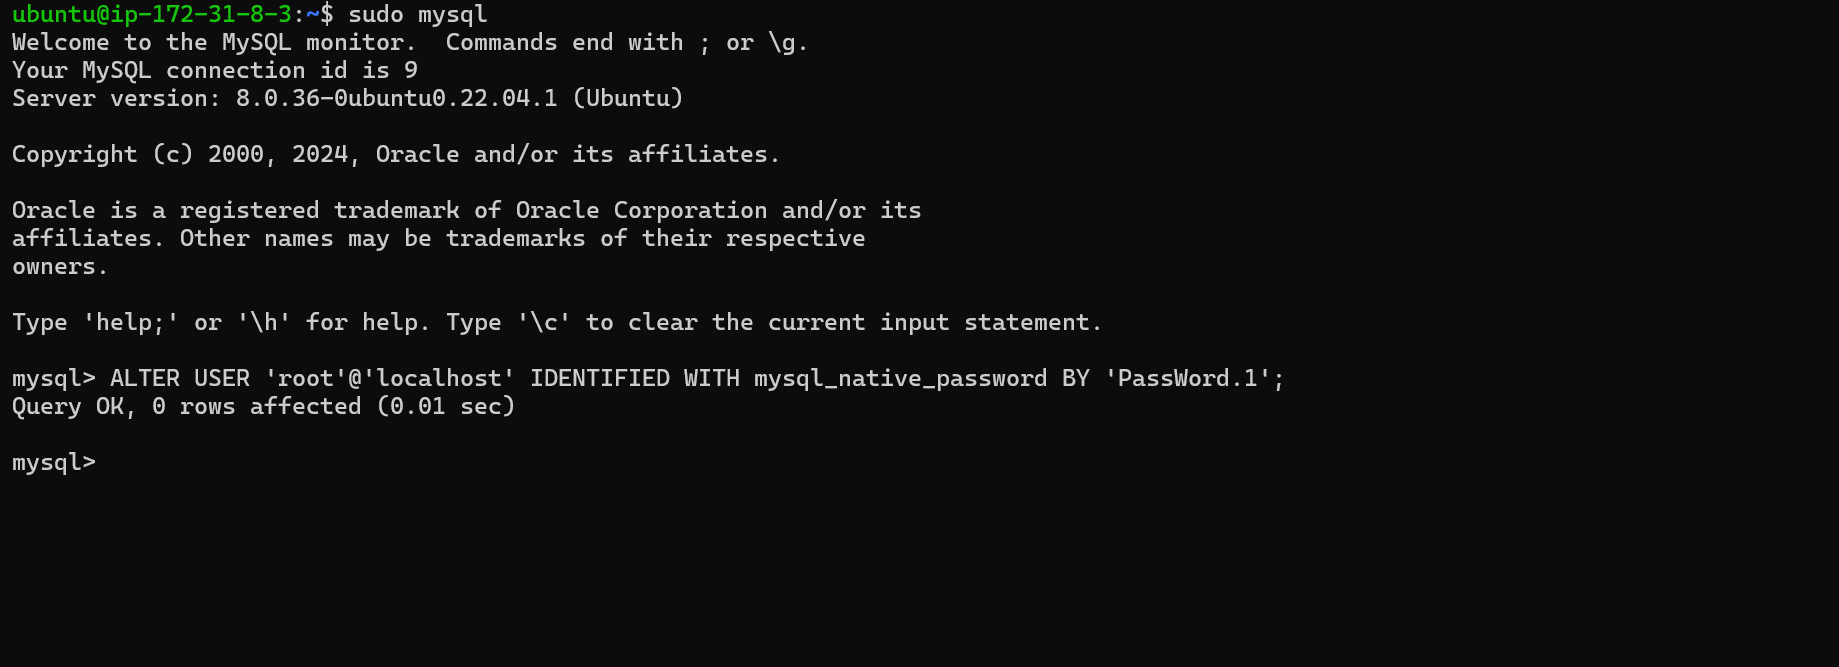 ubuntu@ip-172-31-8-3:~$ sudo mysql
Welcome to the MySQL monitor.  Commands end with ; or \g.
Your MySQL connection id is 9
Server version: 8.0.36-0ubuntu0.22.04.1 (Ubuntu)

Copyright (c) 2000, 2024, Oracle and/or its affiliates.

Oracle is a registered trademark of Oracle Corporation and/or its
affiliates. Other names may be trademarks of their respective
owners.

Type 'help;' or '\h' for help. Type '\c' to clear the current input statement.

mysql> ALTER USER 'root'@'localhost' IDENTIFIED WITH mysql_native_password BY 'PassWord.1';
Query OK, 0 rows affected (0.01 sec)

mysql>